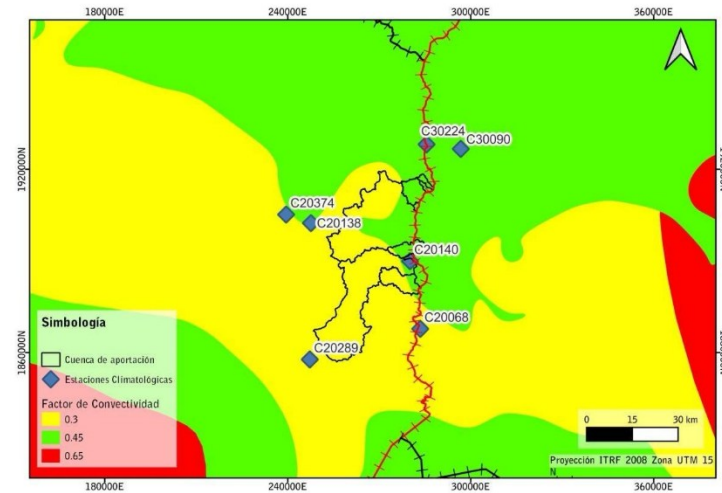 180000E
240000E
300000E
360000E
C30224
C30090
1920000N
1920000N
C20374
C20138
C20140
C20068
C20289
1860000N
1860000N
Simbología
Cuenca de aportación
Estaciones Climatológicas
Factor de Convectividad
0.3
0.45
0.65
0 15 30 km
Proyección ITRF 2008 Zona UTM 15
N
180000E
240000E
300000E
360000E